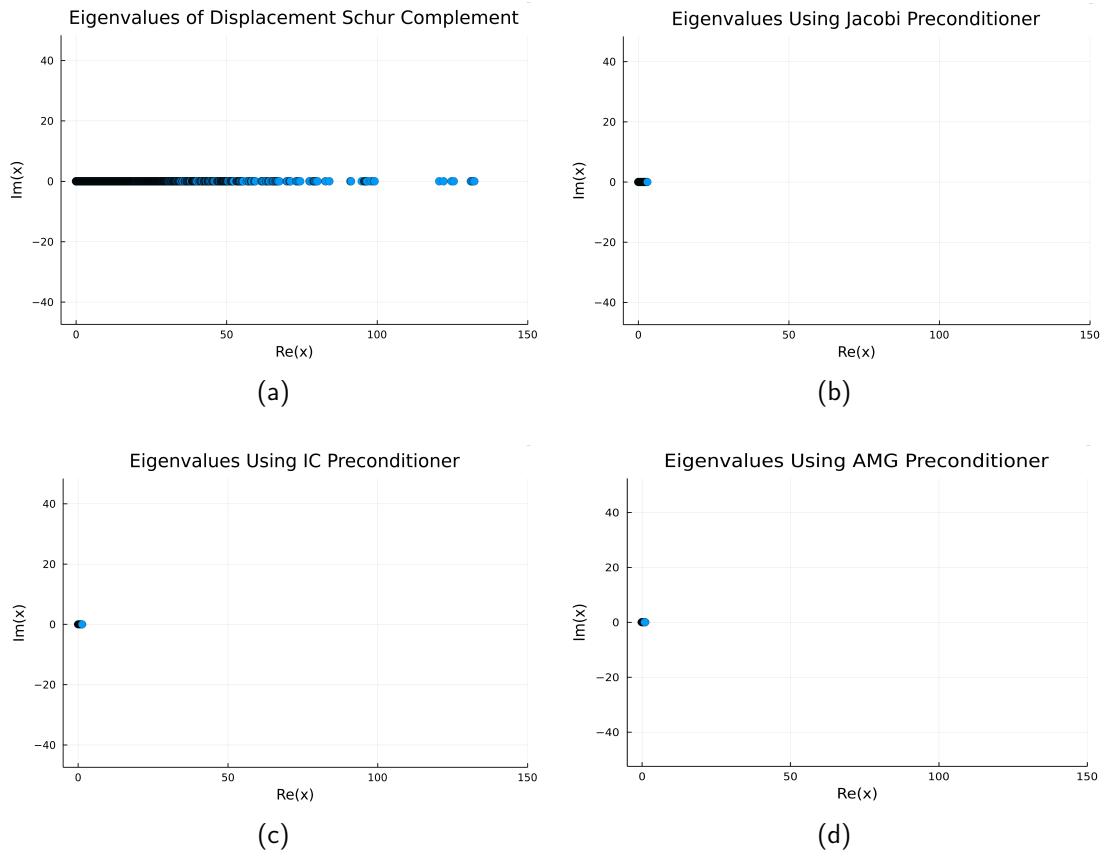 Eigenvalues of Displacement Schur Complement
40
20
0
−20
−40
Im(x)
0 50 100 150
Re(x)
(a)
Eigenvalues Using Jacobi Preconditioner
40
20
0
−20
−40
Im(x)
0 50 100 150
Re(x)
(b)
Eigenvalues Using IC Preconditioner
40
20
0
−20
−40
Im(x)
0 50 100 150
Re(x)
(c)
Eigenvalues Using AMG Preconditioner
40
20
0
−20
−40
Im(x)
0 50 100 150
Re(x)
(d)